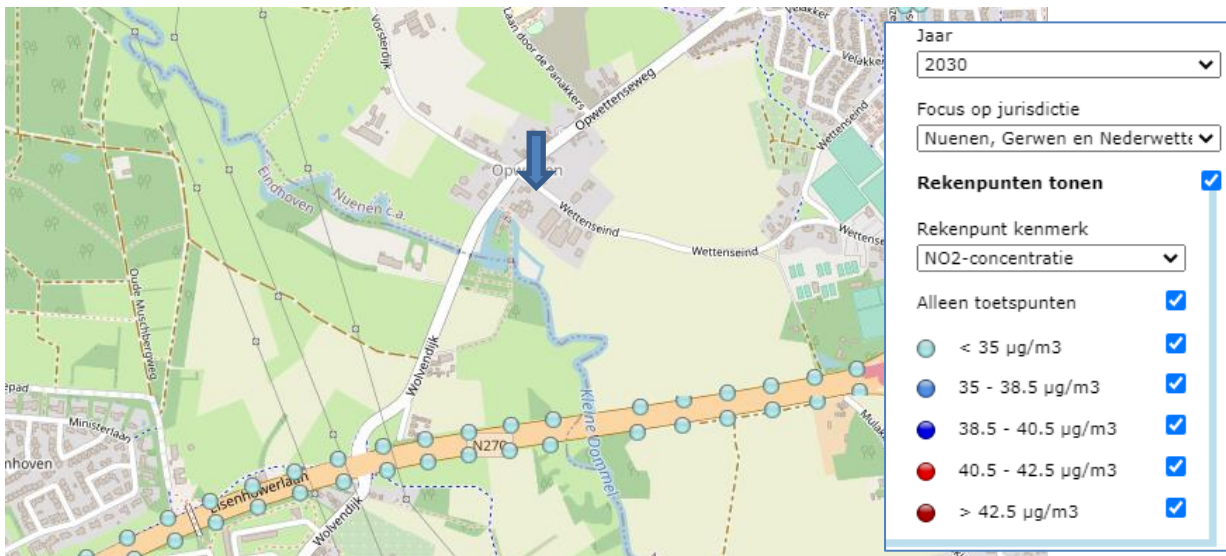 Vorsterdijk
Laan door de Panakkers
Velakker
Opwettenseweg
Wettenseind
Eindhoven
Nuenen c.a.
Wettenseind
Wettenseind
Oude Muschbergweg
Wolvendijk
Kleine Dommel
Ministerlaan
N270
Eisenhowerlaan
Wolvendijk
Jaar
2030
Focus op jurisdictie
Nuenen, Gerwen en Nederwette
Rekenpunten tonen
Rekenpunt kenmerk
NO2-concentratie
Alleen toetspunten
< 35 µg/m3
35 - 38.5 µg/m3
38.5 - 40.5 µg/m3
40.5 - 42.5 µg/m3
> 42.5 µg/m3